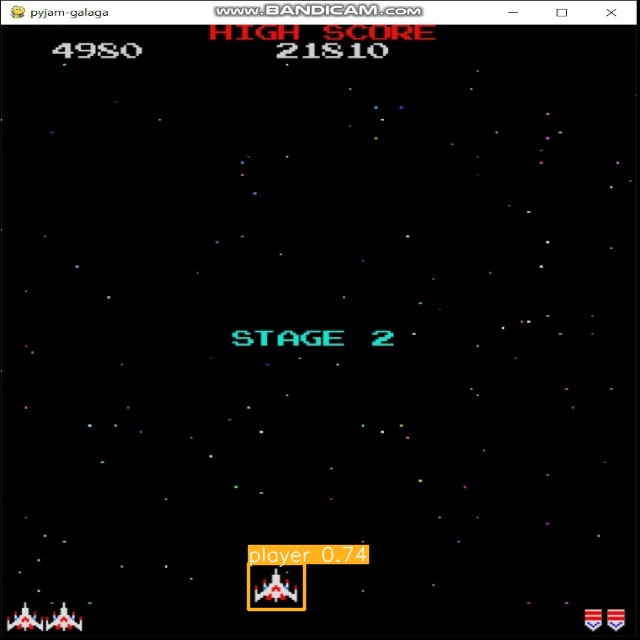 pyjam-galaga
www.BANDICAM.com
HIGH SCORE
4980 21810
STAGE 2
player 0.74